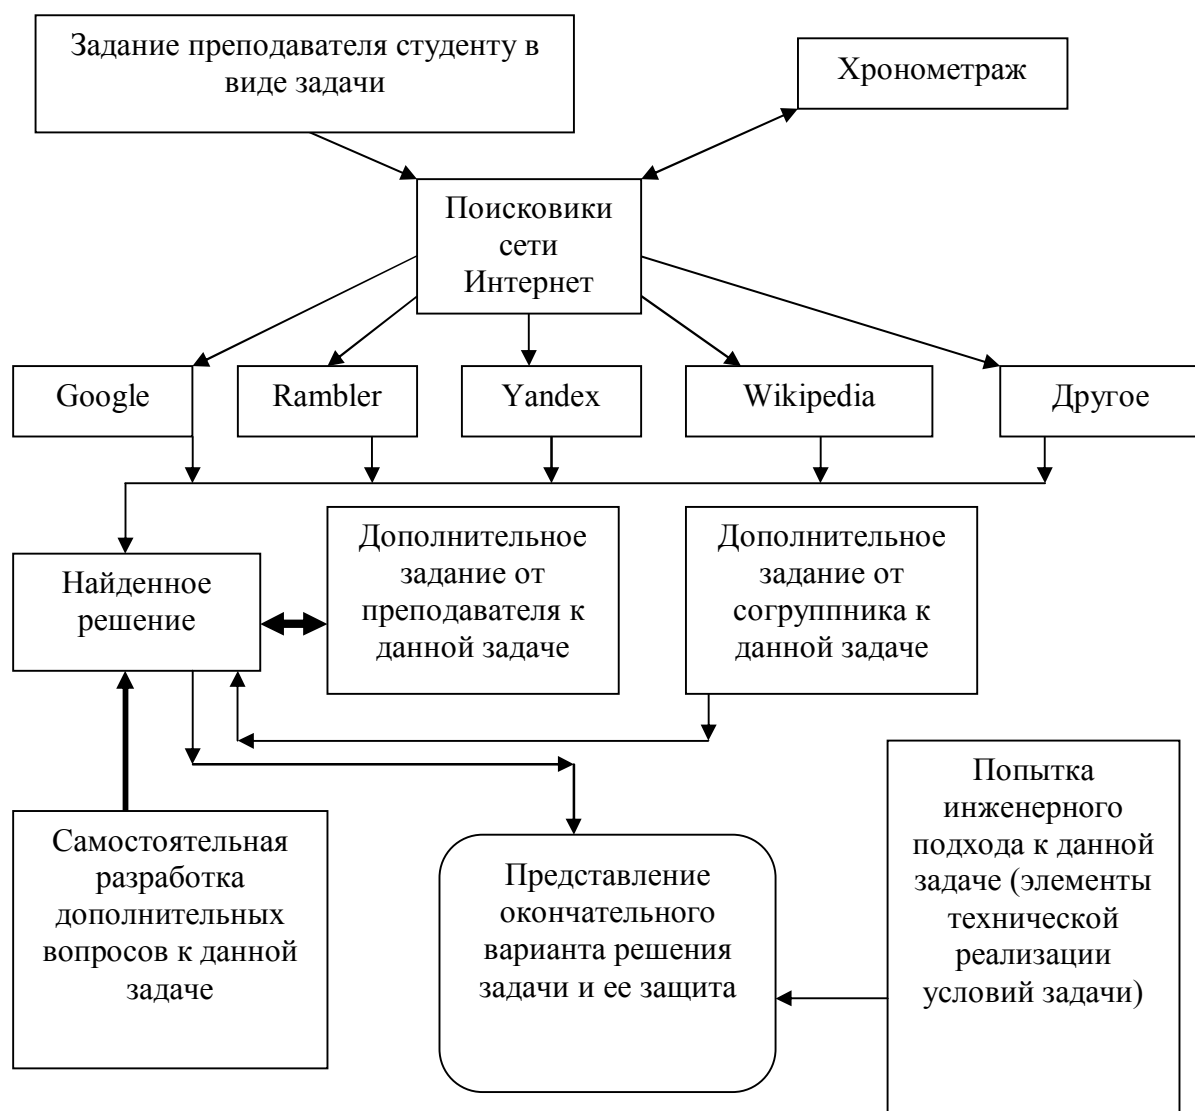 Задание преподавателя студенту в
виде задачи
Хронометраж
Поисковики
сети
Интернет
Google
Rambler
Yandex
Wikipedia
Другое
Найденное
решение
Дополнительное
задание от
преподавателя к
данной задаче
Дополнительное
задание от
согруппника к
данной задаче
Самостоятельная
разработка
дополнительных
вопросов к данной
задаче
Представление
окончательного
варианта решения
задачи и ее защита
Попытка
инженерного
подхода к данной
задаче (элементы
технической
реализации
условий задачи)